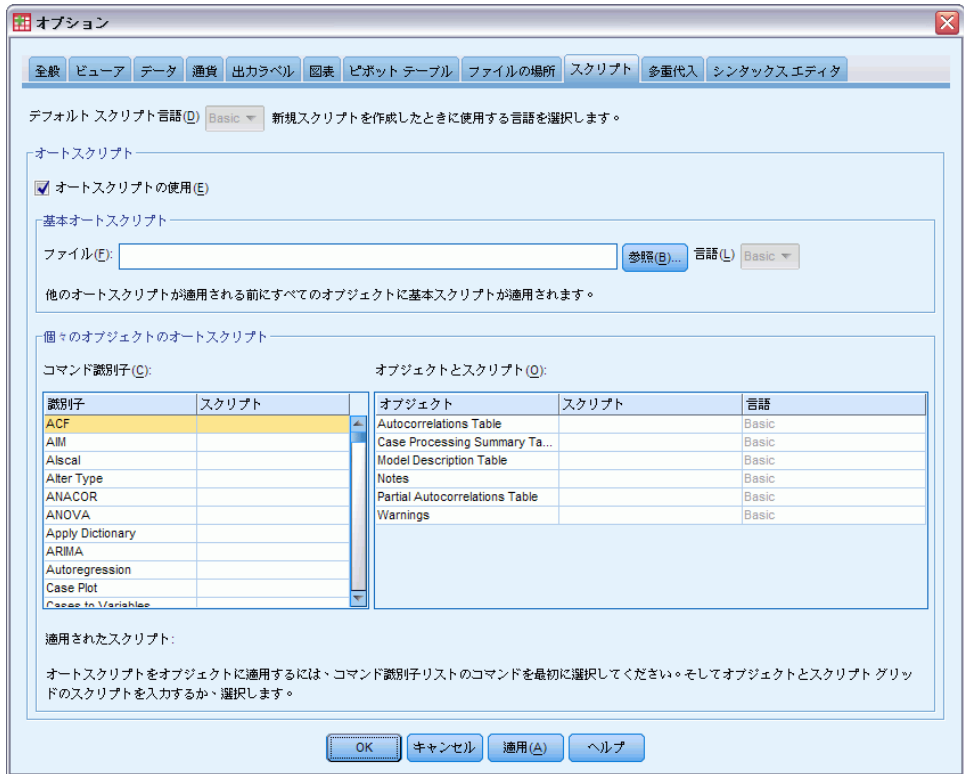 オプション
全般 ビューア データ 通貨 出力ラベル 図表 ピボット テーブル ファイルの場所 スクリプト 多重代入 シンタックス エディタ
デフォルト スクリプト言語(D) Basic 新規スクリプトを作成したときに使用する言語を選択します。
オートスクリプト
オートスクリプトの使用(E)
基本オートスクリプト
ファイル(F): 参照(B)... 言語(L) Basic
他のオートスクリプトが適用される前にすべてのオブジェクトに基本スクリプトが適用されます。
個々のオブジェクトのオートスクリプト
コマンド識別子(C): オブジェクトとスクリプト(O):
識別子 スクリプト オブジェクト スクリプト 言語
ACF Autocorrelations Table Basic
AIM Case Processing Summary Ta... Basic
Alscal Model Description Table Basic
Alter Type Notes Basic
ANACOR Partial Autocorrelations Table Basic
ANOVA Warnings Basic
Apply Dictionary
ARIMA
Autoregression
Case Plot
Cases to Variables
適用されたスクリプト:
オートスクリプトをオブジェクトに適用するには、コマンド識別子リストのコマンドを最初に選択してください。そしてオブジェクトとスクリプト グリッ
ドのスクリプトを入力するか、選択します。
OK キャンセル 適用(A) ヘルプ